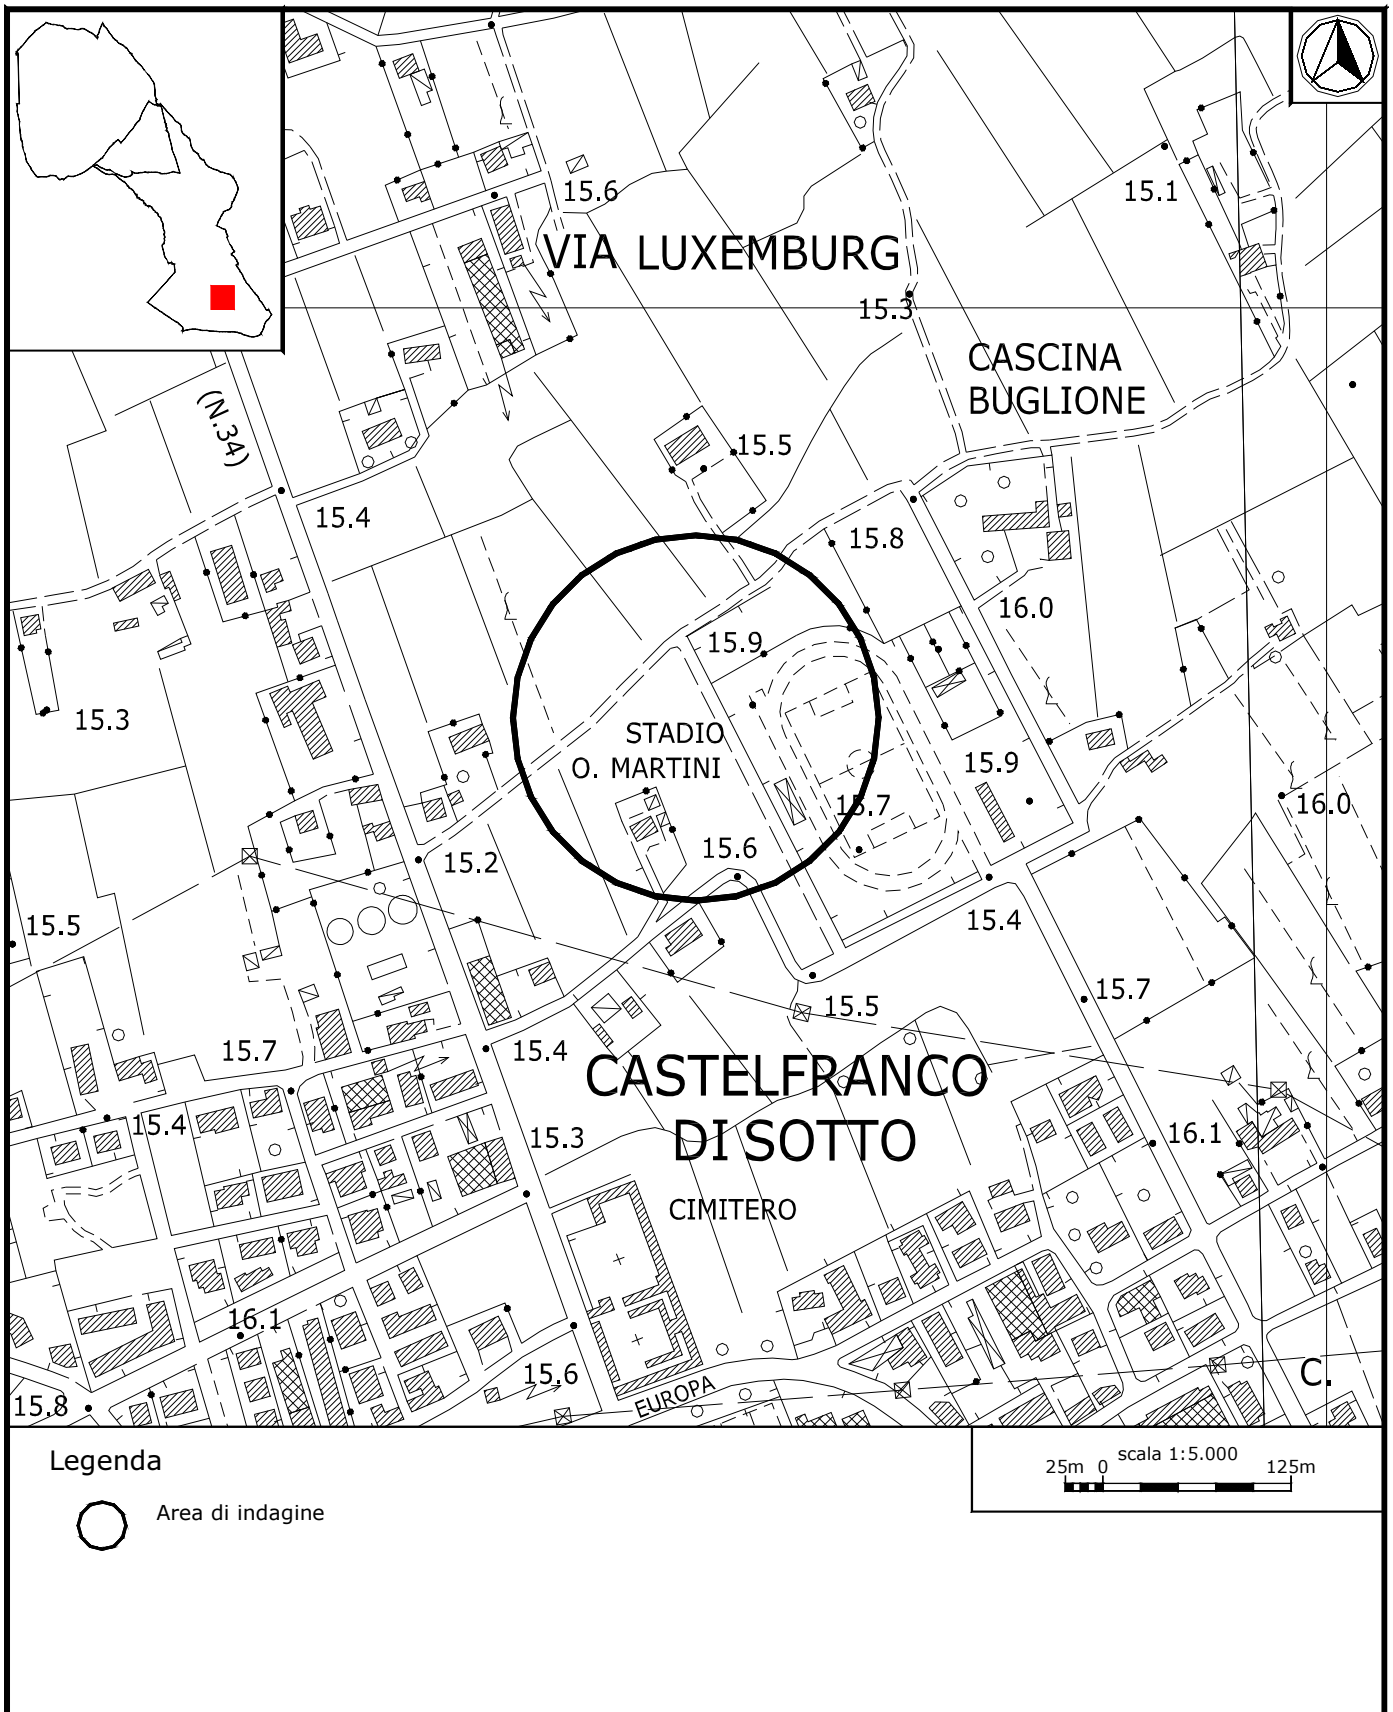 15.6
15.1
VIA LUXEMBURG
15.3
CASCINA
BUGLIONE
(N.34)
15.5
15.4
15.8
16.0
15.9
15.3
STADIO
O. MARTINI
15.9
15.7
16.0
15.6
15.2
15.5
15.4
15.7
15.5
15.7
15.4
CASTELFRANCO
DI SOTTO
15.4
15.3
16.1
CIMITERO
16.1
15.6
C.
EUROPA
15.8
Legenda
Area di indagine
scala 1:5.000
25m 0 125m